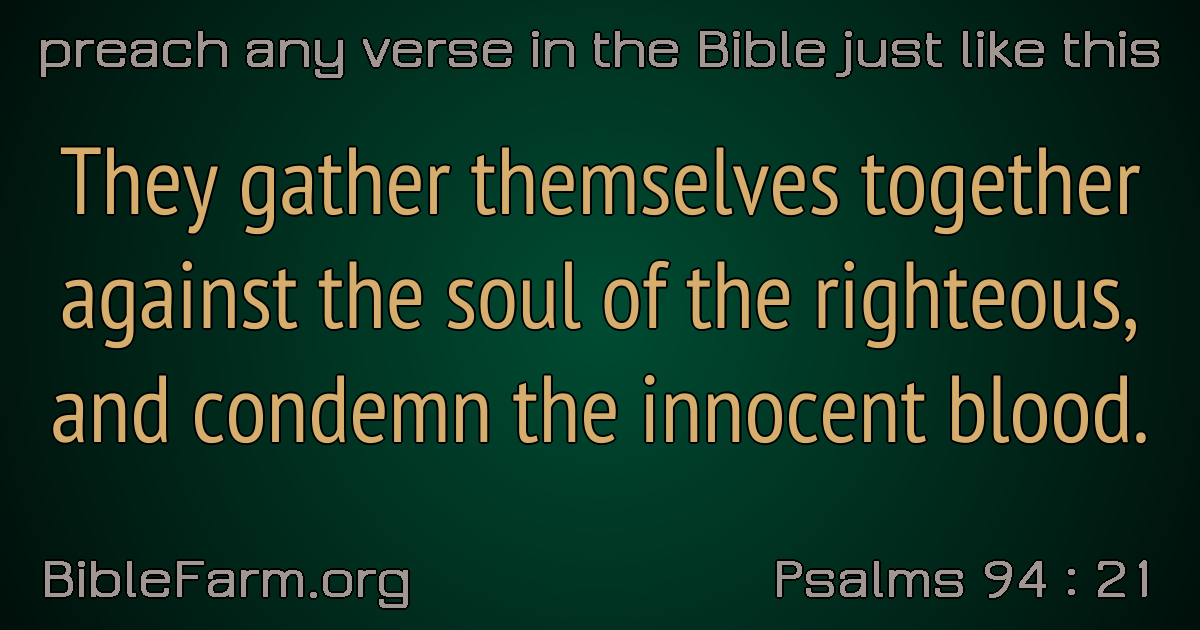 preach any verse in the Bible just like this
They gather themselves together
against the soul of the righteous,
and condemn the innocent blood.
BibleFarm.org
Psalms 94 : 21